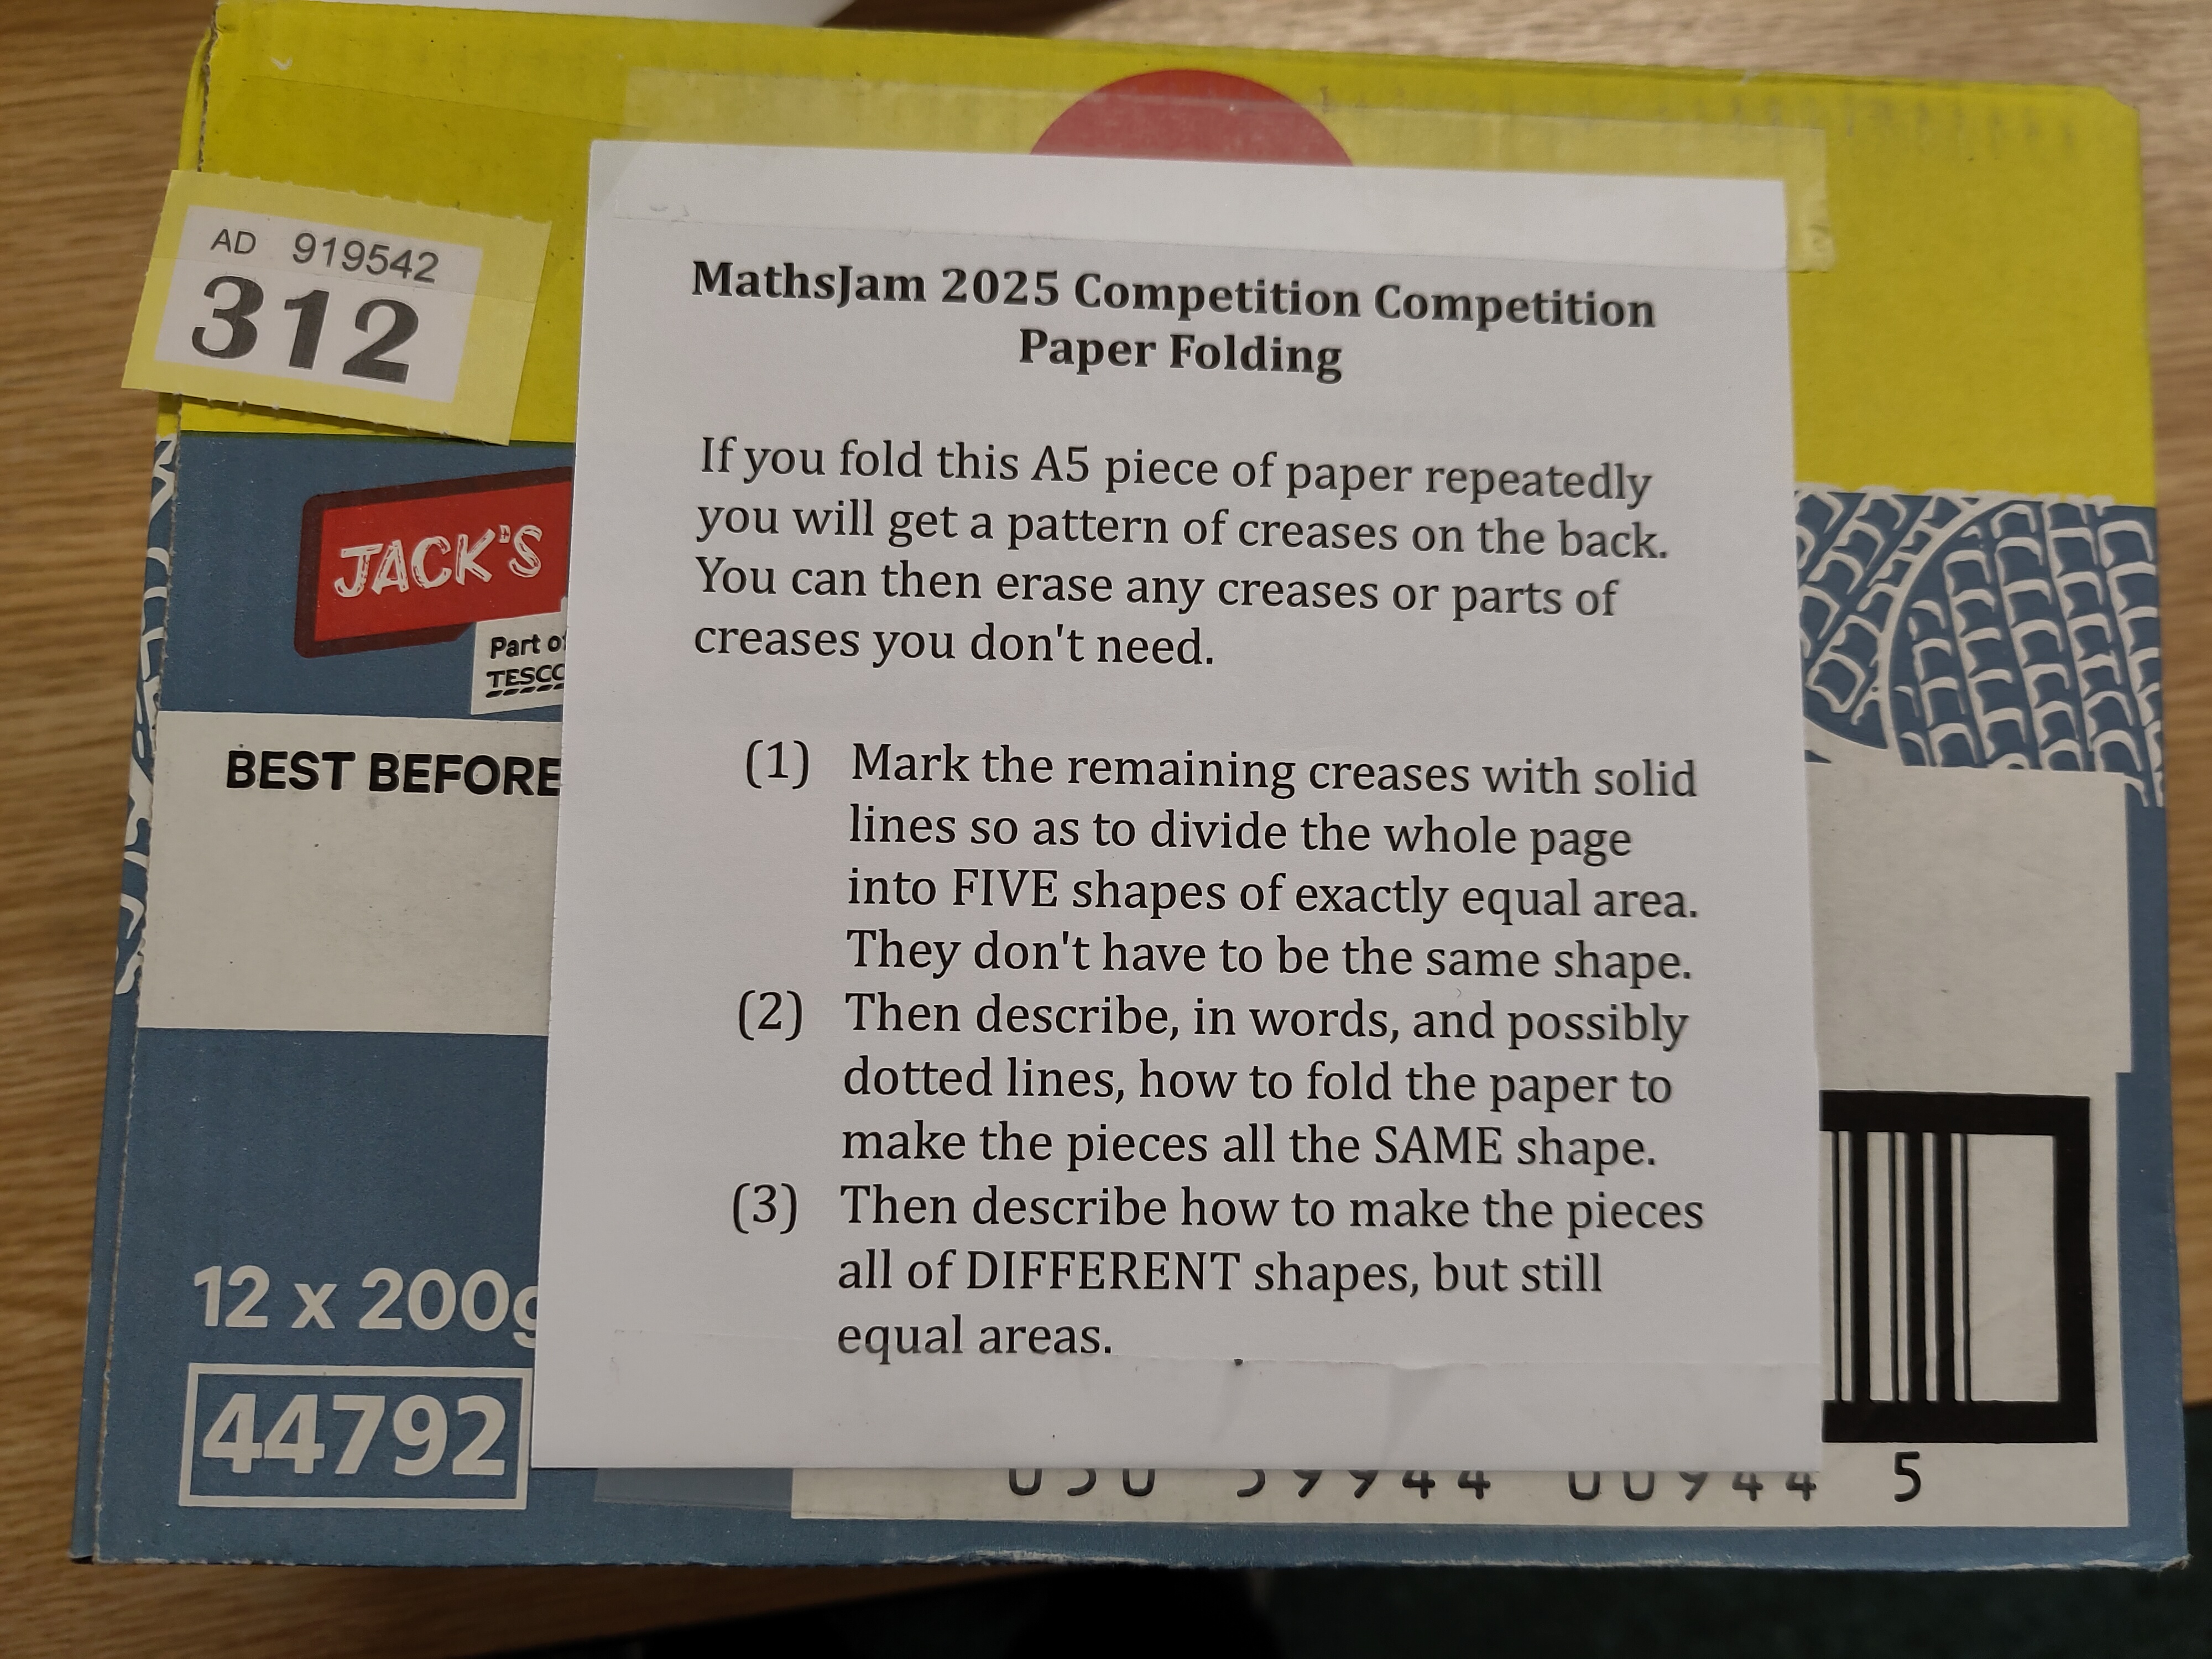 AD 919542
312
MathsJam 2025 Competition Competition
Paper Folding
If you fold this A5 piece of paper repeatedly
you will get a pattern of creases on the back.
You can then erase any creases or parts of
creases you don't need.
(1) Mark the remaining creases with solid
lines so as to divide the whole page
into FIVE shapes of exactly equal area.
They don't have to be the same shape.
(2) Then describe, in words, and possibly
dotted lines, how to fold the paper to
make the pieces all the SAME shape.
(3) Then describe how to make the pieces
all of DIFFERENT shapes, but still
equal areas.
JACK'S
Part of
TESCO
BEST BEFORE
12 x 200g
44792
5